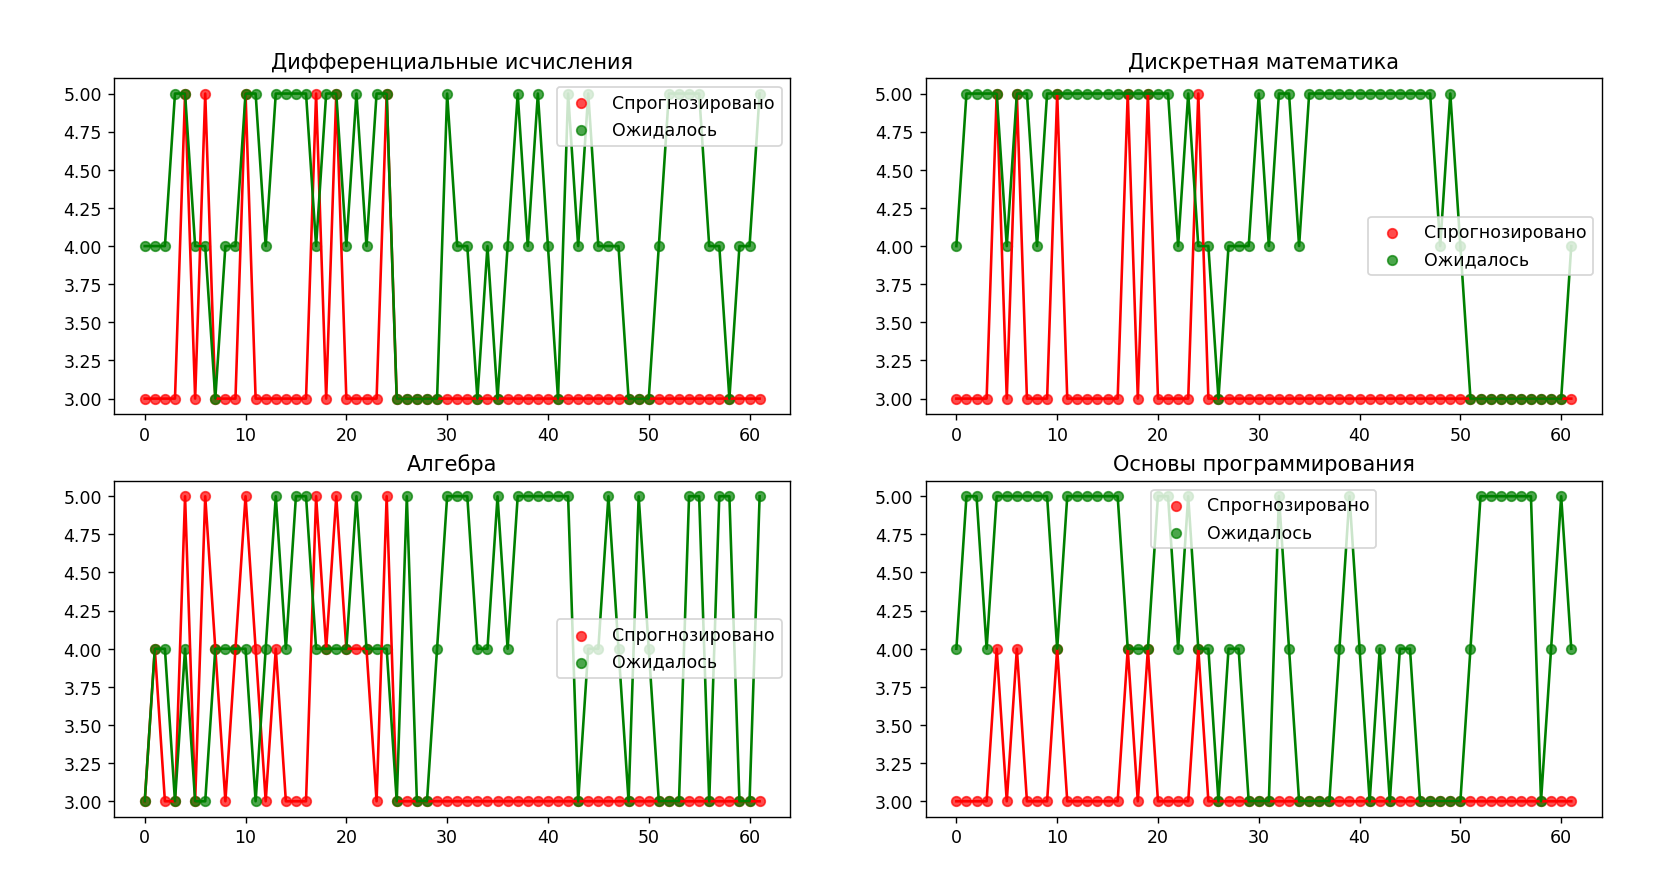 Дифференциальные исчисления
5.00
4.75
4.50
4.25
4.00
3.75
3.50
3.25
3.00
0 10 20 30 40 50 60
Спрогнозировано
Ожидалось
Дискретная математика
5.00
4.75
4.50
4.25
4.00
3.75
3.50
3.25
3.00
0 10 20 30 40 50 60
Спрогнозировано
Ожидалось
Алгебра
5.00
4.75
4.50
4.25
4.00
3.75
3.50
3.25
3.00
0 10 20 30 40 50 60
Спрогнозировано
Ожидалось
Основы программирования
5.00
4.75
4.50
4.25
4.00
3.75
3.50
3.25
3.00
0 10 20 30 40 50 60
Спрогнозировано
Ожидалось